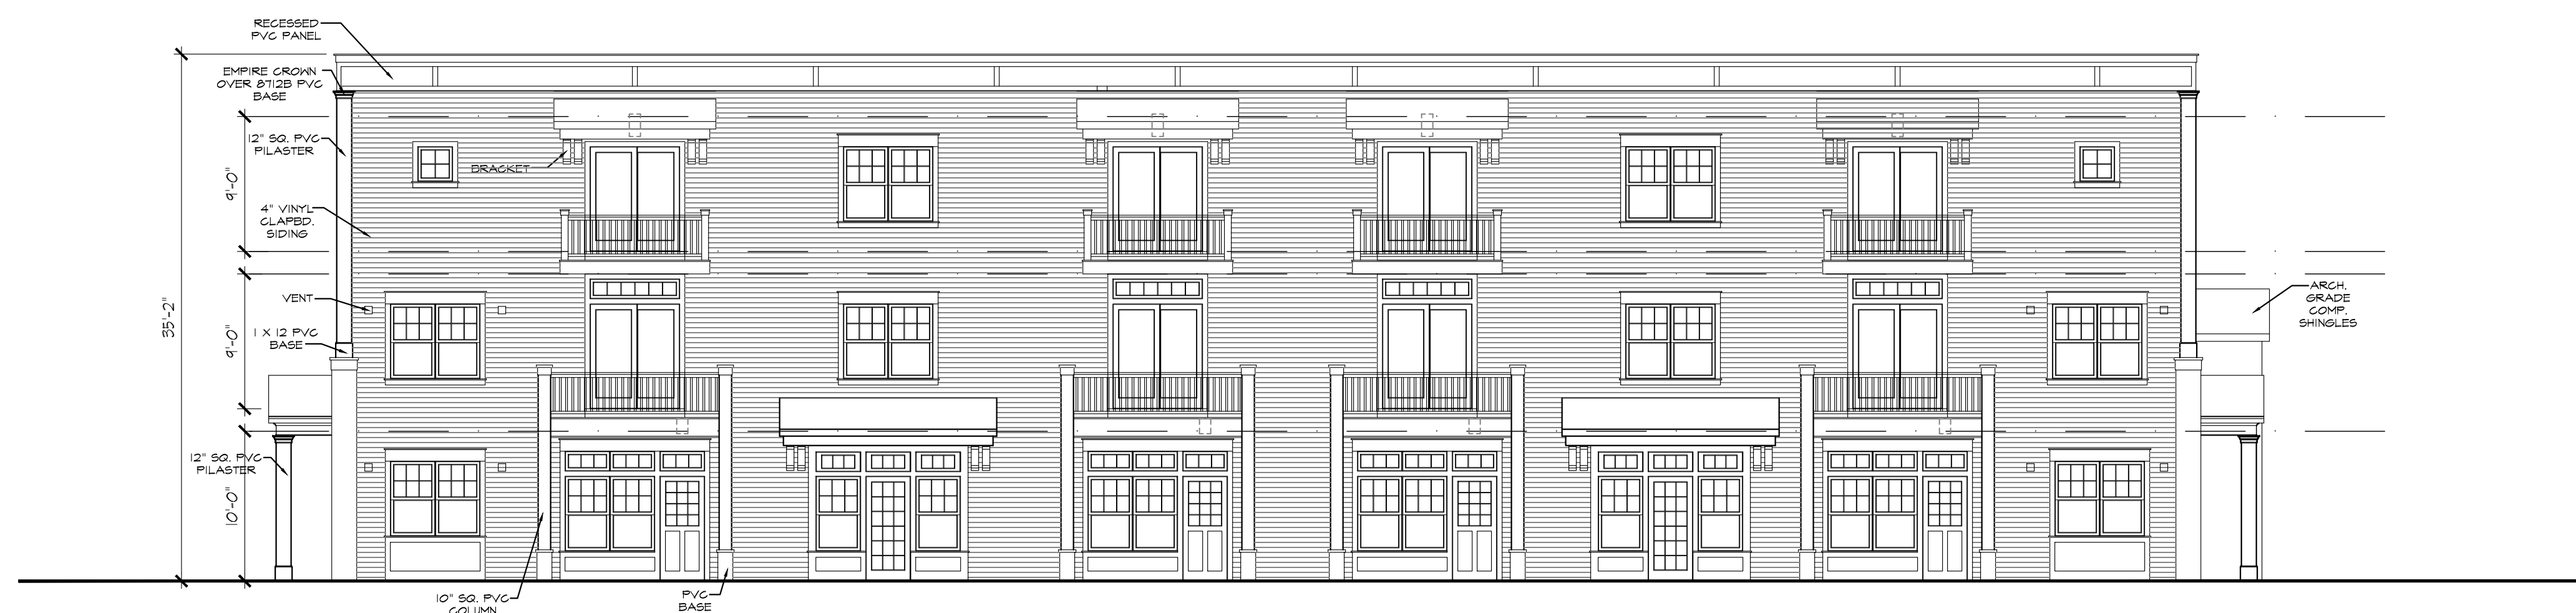 RECESSED
PVC PANEL
EMPIRE CROWN
OVER 8712B PVC
BASE
12" SQ. PVC
PILASTER
BRACKET
9'-0"
4" VINYL
CLAPBD.
SIDING
35'-2"
VENT
1 X 12 PVC
BASE
9'-0"
ARCH.
GRADE
COMP.
SHINGLES
12" SQ. PVC
PILASTER
10'-0"
10" SQ. PVC
COLUMN
PVC
BASE